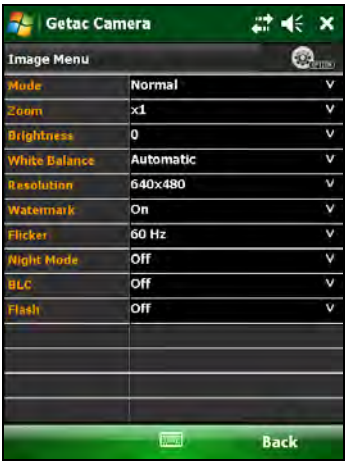 Getac Camera
Image Menu
OPTION
Mode Normal
Zoom x1
Brightness 0
White Balance Automatic
Resolution 640x480
Watermark On
Flicker 60 Hz
Night Mode Off
BLC Off
Flash Off
Back